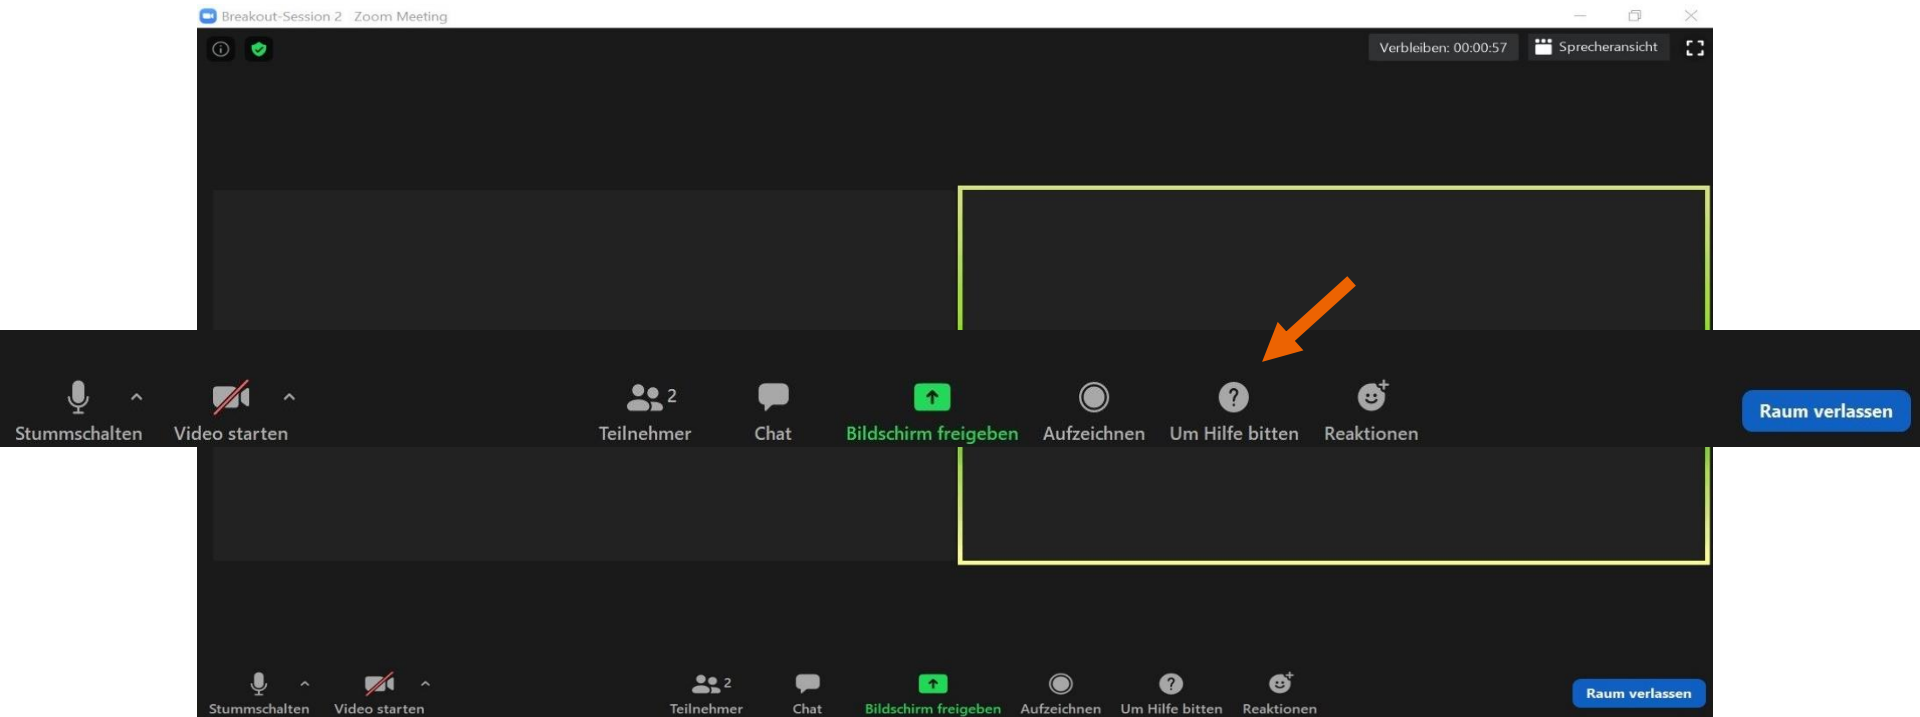 Breakout-Session 2   Zoom Meeting
Verbleiben: 00:00:57   Sprecheransicht
2
Stummschalten   Video starten   Teilnehmer   Chat   Bildschirm freigeben   Aufzeichnen   Um Hilfe bitten   Reaktionen   Raum verlassen
2
Stummschalten   Video starten   Teilnehmer   Chat   Bildschirm freigeben   Aufzeichnen   Um Hilfe bitten   Reaktionen   Raum verlassen